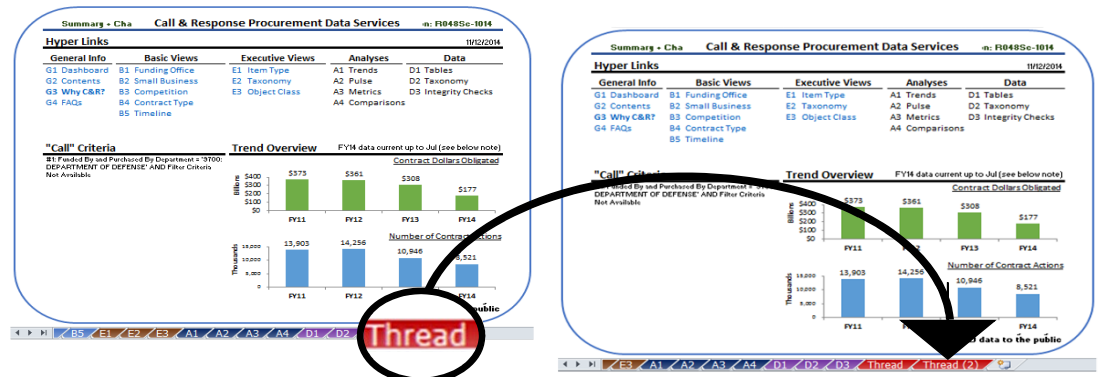 Summary + Cha Call & Response Procurement Data Services -n: R048Sc-1014
Hyper Links 11/12/2014
General Info Basic Views Executive Views Analyses Data
G1 Dashboard B1 Funding Office E1 Item Type A1 Trends D1 Tables
G2 Contents B2 Small Business E2 Taxonomy A2 Pulse D2 Taxonomy
G3 Why C&R? B3 Competition E3 Object Class A3 Metrics D3 Integrity Checks
G4 FAQs B4 Contract Type A4 Comparisons
B5 Timeline
"Call" Criteria Trend Overview FY14 data current up to Jul (see below note)
#1: Funded By and Purchased By Department = '9700:
DEPARTMENT OF DEFENSE' AND Filter Criteria
Not Available
Contract Dollars Obligated
Billions
$400
$300
$200
$100
$0
$373 $361 $308 $177
FY11 FY12 FY13 FY14
Number of Contract Actions
Thousands
15,000
10,000
5,000
13,903 14,256 10,946 8,521
FY11 FY12 FY14
public
B5 E1 E2 E3 A1 A2 A3 A4 D1 D2
Thread
Summary + Cha Call & Response Procurement Data Services -n: R048Sc-1014
Hyper Links 11/12/2014
General Info Basic Views Executive Views Analyses Data
G1 Dashboard B1 Funding Office E1 Item Type A1 Trends D1 Tables
G2 Contents B2 Small Business E2 Taxonomy A2 Pulse D2 Taxonomy
G3 Why C&R? B3 Competition E3 Object Class A3 Metrics D3 Integrity Checks
G4 FAQs B4 Contract Type A4 Comparisons
B5 Timeline
"Call" Criteria Trend Overview FY14 data current up to Jul (see below note)
Funded By and Purchased By Department =
DEPARTMENT OF DEFENSE' AND Filter Criteria
Not Available
Contract Dollars Obligated
Billions
$400
$300
$200
$100
$0
$373 $361 $308 $177
FY11 FY12 FY13 FY14
Number of Contract Actions
Thousands
15,000
10,000
5,000
13,903 14,256 10,946 8,521
FY11 FY12 FY14
data to the public
E3 A1 A2 A3 A4 D1 D2 D3 Thread Thread (2)